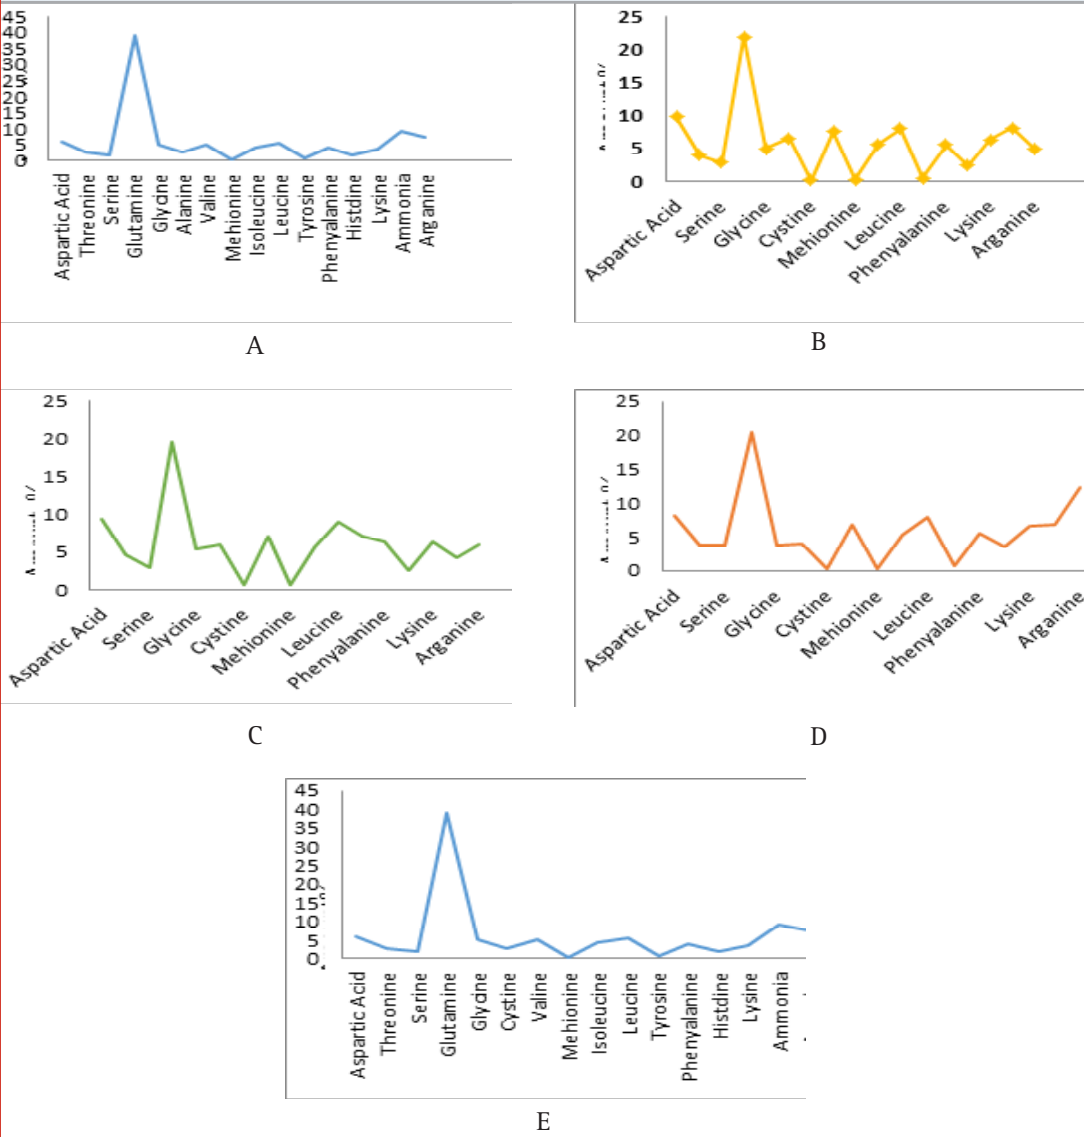 45
40
35
30
25
20
15
10
5
0
Aspartic Acid
Threonine
Serine
Glutamine
Glycine
Alanine
Valine
Mehionine
Isoleucine
Leucine
Tyrosine
Phenyalanine
Histdine
Lysine
Ammonia
Arganine
A
25
20
15
10
5
0
Aspartic Acid
Serine
Glycine
Cystine
Mehionine
Leucine
Phenyalanine
Lysine
Arganine
B
25
20
15
10
5
0
Aspartic Acid
Serine
Glycine
Cystine
Mehionine
Leucine
Phenyalanine
Lysine
Arganine
C
25
20
15
10
5
0
Aspartic Acid
Serine
Glycine
Cystine
Mehionine
Leucine
Phenyalanine
Lysine
Arganine
D
45
40
35
30
25
20
15
10
5
0
Aspartic Acid
Threonine
Serine
Glutamine
Glycine
Cystine
Valine
Mehionine
Isoleucine
Leucine
Tyrosine
Phenyalanine
Histdine
Lysine
Ammonia
E